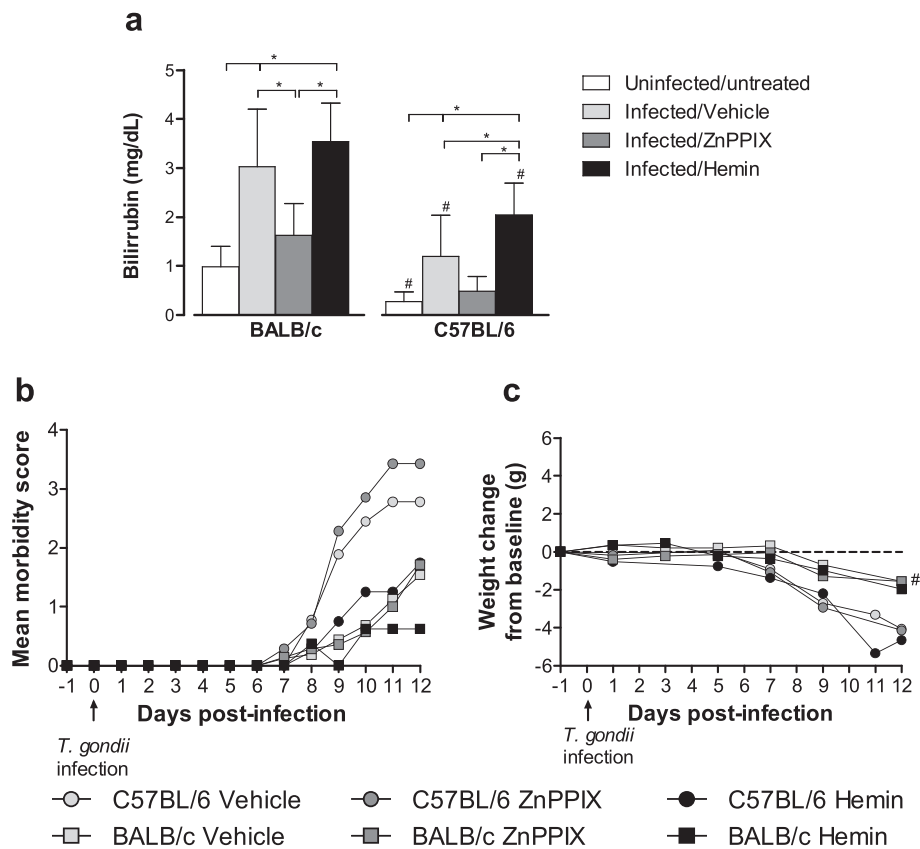 a
Bilirrubin (mg/dL)
5
4
3
2
1
0
* * * * * *
# # #
BALB/c
C57BL/6
Uninfected/untreated
Infected/Vehicle
Infected/ZnPPIX
Infected/Hemin
b
Mean morbidity score
4
3
2
1
0
-1 0 1 2 3 4 5 6 7 8 9 10 11 12
Days post-infection
T. gondii
infection
c
Weight change
from baseline (g)
6
4
2
0
-2
-4
-6
#
-1 0 1 2 3 4 5 6 7 8 9 10 11 12
Days post-infection
T. gondii
infection
C57BL/6 Vehicle
C57BL/6 ZnPPIX
C57BL/6 Hemin
BALB/c Vehicle
BALB/c ZnPPIX
BALB/c Hemin